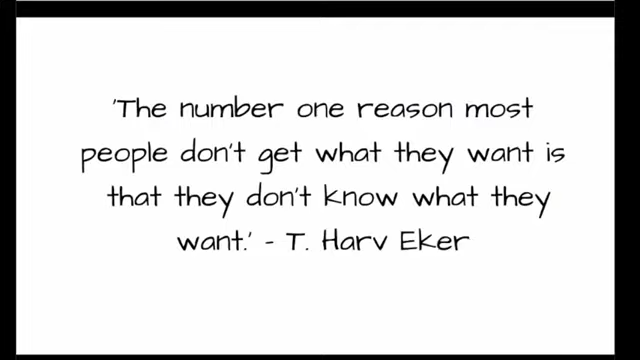 'The number one reason most
people don't get what they want is
that they don't know what they
want.' - T. Harv Eker